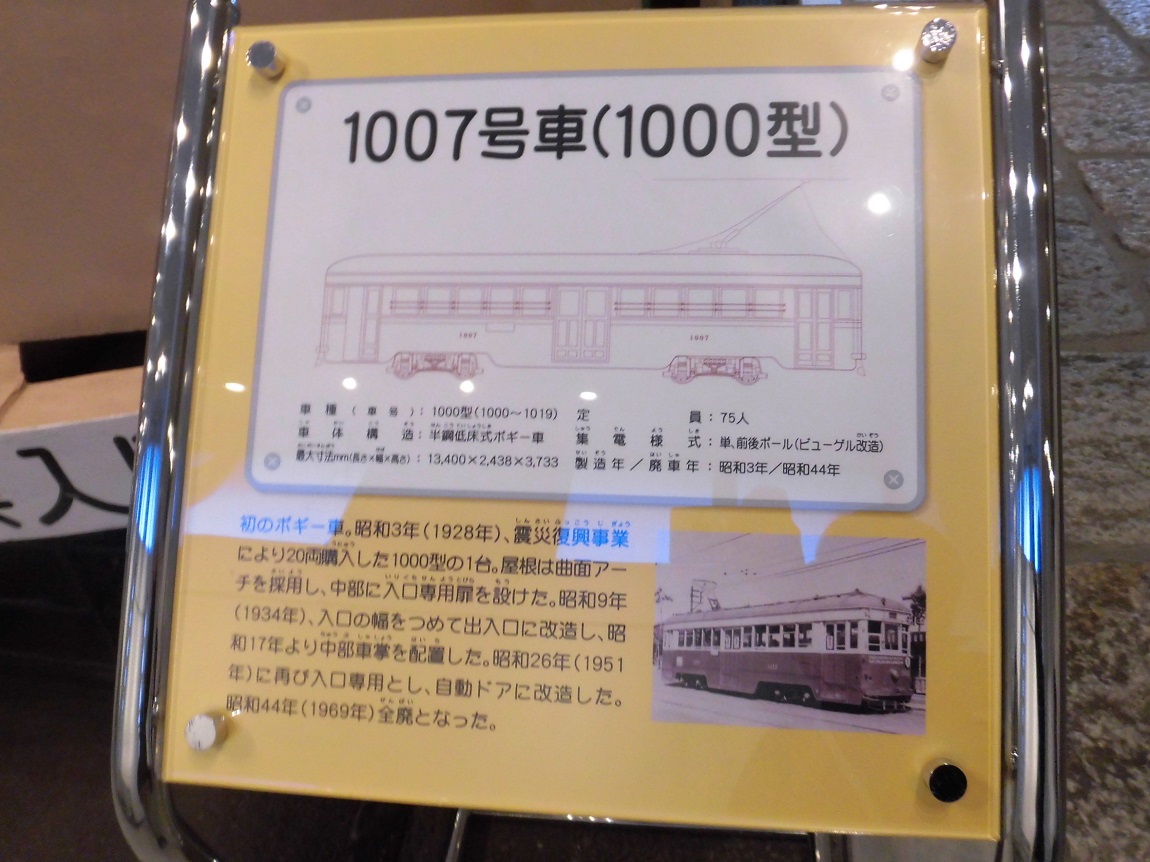 1007号車(1000型)
1007
1007
車種(車号):1000型(1000〜1019)
車体構造:半鋼低床式ボギー車
最大寸法mm(長さ×幅×高さ):13,400×2,438×3,733
定員:75人
集電様式:単、前後ポール(ビューゲル改造)
製造年/廃車年:昭和3年/昭和44年
初のボギー車。昭和3年(1928年)、震災復興事業
により20両購入した1000型の1台。屋根は曲面アー
チを採用し、中部に入口専用扉を設けた。昭和9年
(1934年)、入口の幅をつめて出入口に改造し、昭
和17年より中部車掌を配置した。昭和26年(1951
年)に再び入口専用とし、自動ドアに改造した。
昭和44年(1969年)全廃となった。
入